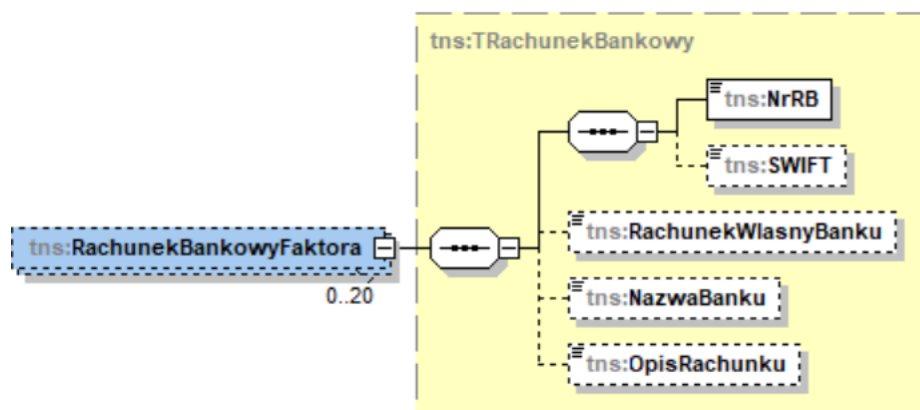 tns:TRachunekBankowy
tns:NrRB
tns:SWIFT
tns:RachunekWlasnyBanku
tns:RachunekBankowyFaktora
0..20
tns:NazwaBanku
tns:OpisRachunku